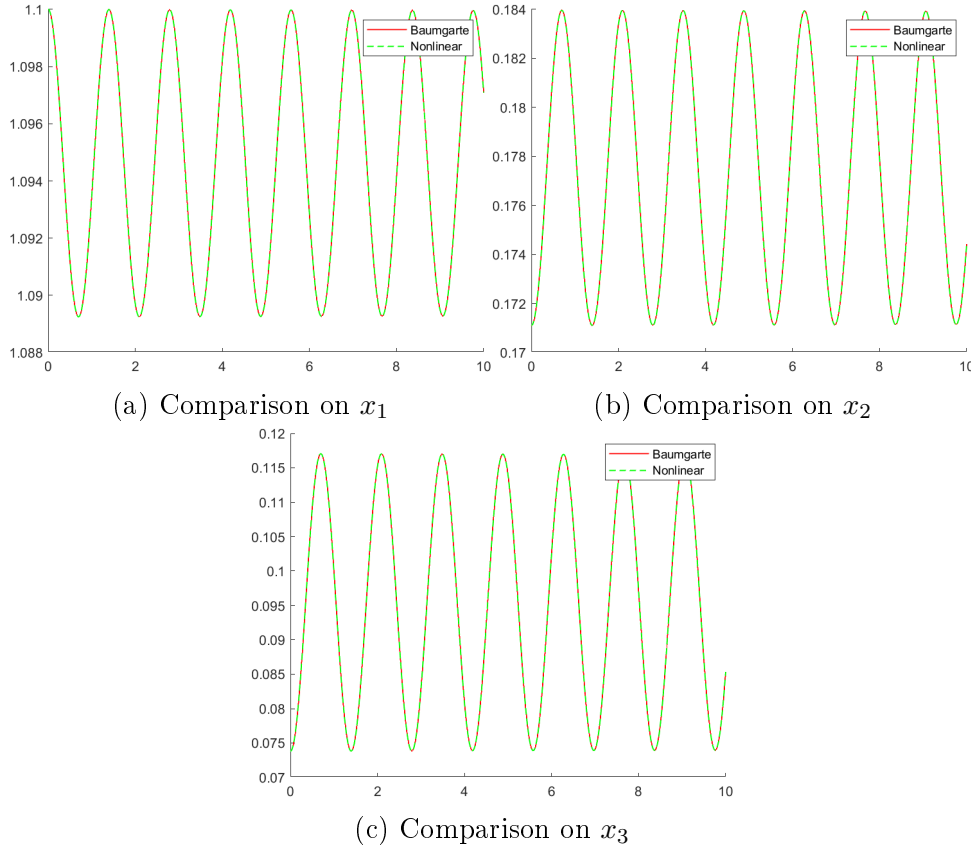 1.1
1.098
1.096
1.094
1.092
1.09
1.088
0 2 4 6 8 10
Baumgarte
Nonlinear
(a) Comparison on x₁
0.184
0.182
0.18
0.178
0.176
0.174
0.172
0.17
0 2 4 6 8 10
Baumgarte
Nonlinear
(b) Comparison on x₂
0.12
0.115
0.11
0.105
0.1
0.095
0.09
0.085
0.08
0.075
0.07
0 2 4 6 8 10
Baumgarte
Nonlinear
(c) Comparison on x₃